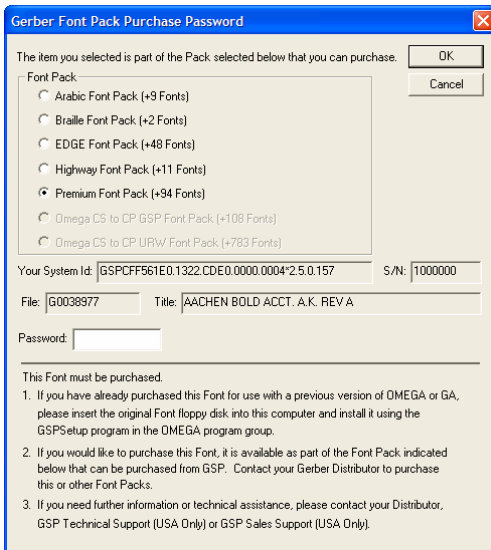 Gerber Font Pack Purchase Password
The item you selected is part of the Pack selected below that you can purchase.
OK
Cancel
Font Pack
Arabic Font Pack (+9 Fonts)
Braille Font Pack (+2 Fonts)
EDGE Font Pack (+48 Fonts)
Highway Font Pack (+11 Fonts)
Premium Font Pack (+94 Fonts)
Omega CS to CP GSP Font Pack (+108 Fonts)
Omega CS to CP URW Font Pack (+783 Fonts)
Your System Id: GSPCFF561E0.1322.CDE0.0000.0004*2.5.0.157 S/N: 1000000
File: G0038977 Title: AACHEN BOLD ACCT. A.K. REV A
Password:
This Font must be purchased.
1. If you have already purchased this Font for use with a previous version of OMEGA or GA,
please insert the original Font floppy disk into this computer and install it using the
GSPSetup program in the OMEGA program group.
2. If you would like to purchase this Font, it is available as part of the Font Pack indicated
below that can be purchased from GSP. Contact your Gerber Distributor to purchase
this or other Font Packs.
3. If you need further information or technical assistance, please contact your Distributor,
GSP Technical Support (USA Only) or GSP Sales Support (USA Only).